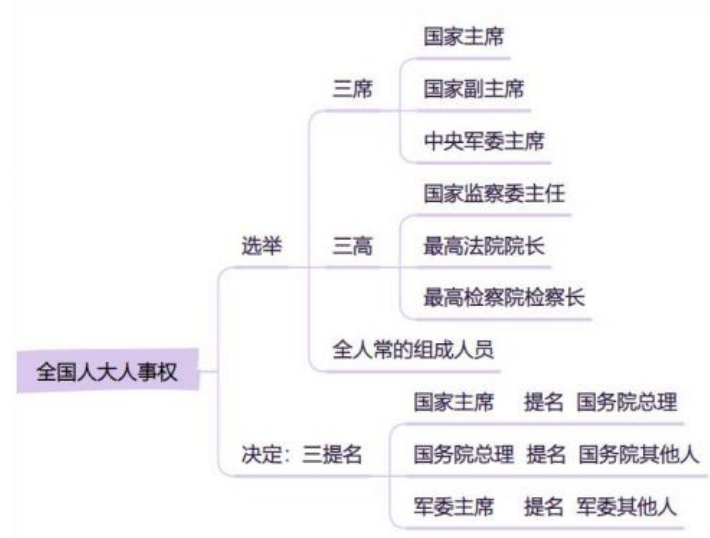 国家主席
三席
国家副主席
中央军委主席
国家监察委主任
选举
三高
最高法院院长
最高检察院检察长
全人常的组成人员
全国人大人事权
国家主席 提名 国务院总理
决定：三提名
国务院总理 提名 国务院其他人
军委主席 提名 军委其他人